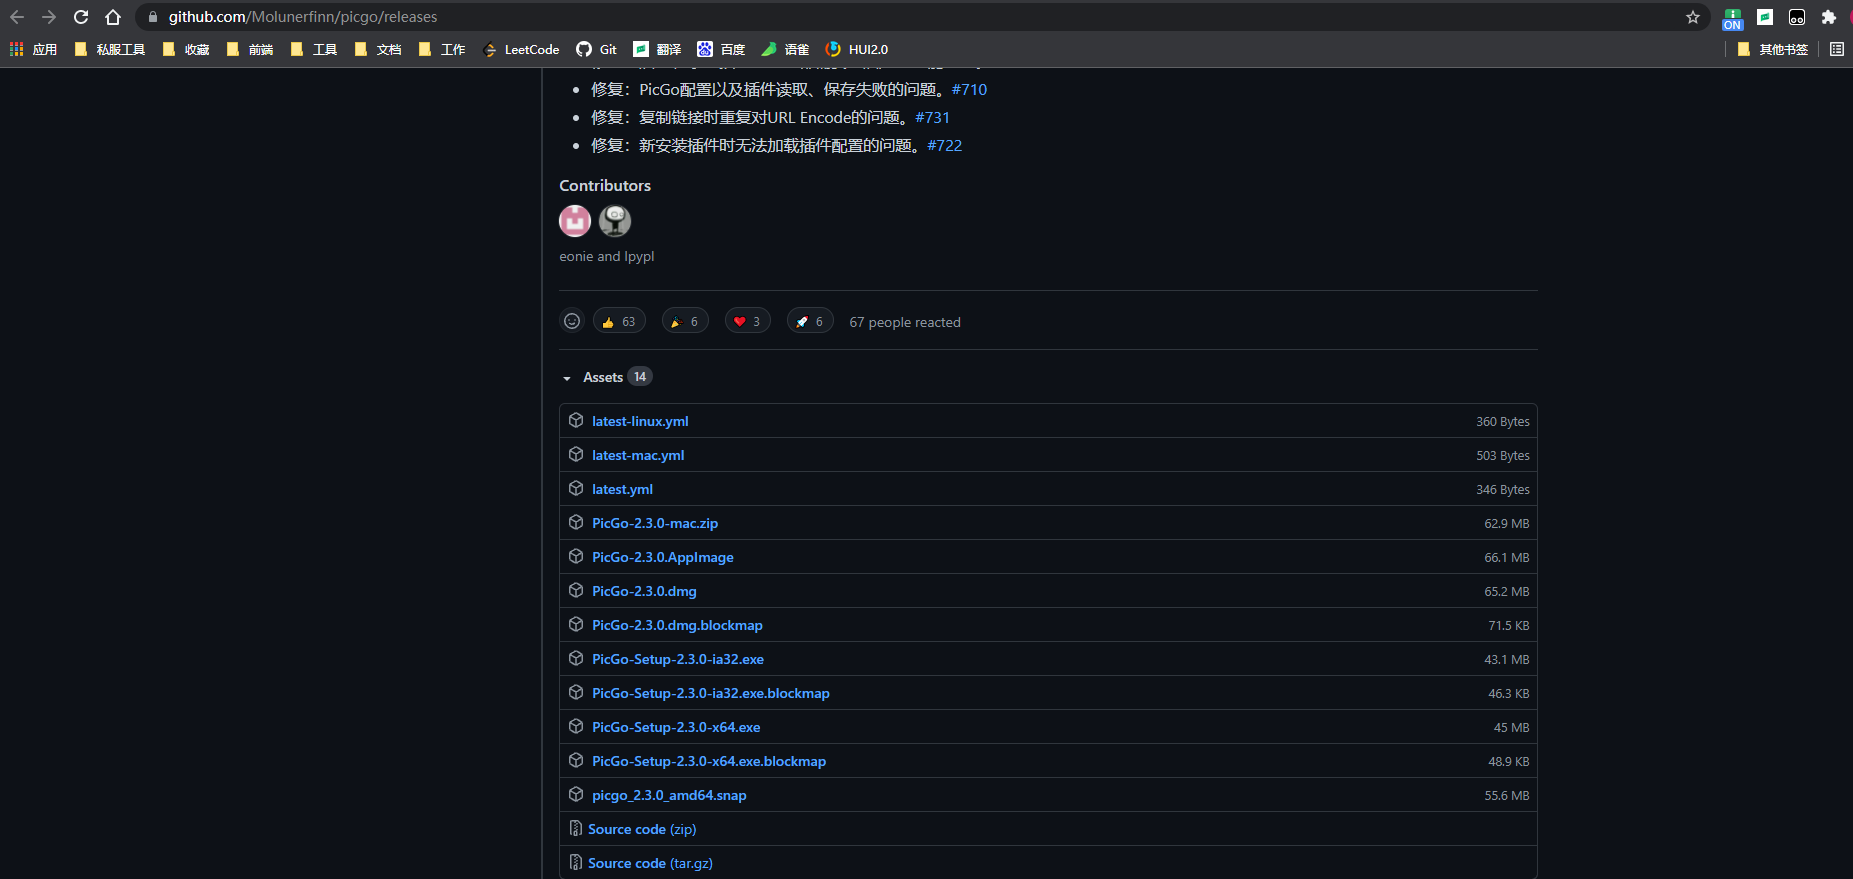 github.com/Molunerfinn/picgo/releases
ON
应用 私服工具 收藏 前端 工具 文档 工作 LeetCode Git 翻译 百度 语雀 HUI2.0 其他书签
修复：PicGo配置以及插件读取、保存失败的问题。#710
修复：复制链接时重复对URL Encode的问题。#731
修复：新安装插件时无法加载插件配置的问题。#722
Contributors
eonie and lpypl
63 6 3 6 67 people reacted
Assets 14
latest-linux.yml 360 Bytes
latest-mac.yml 503 Bytes
latest.yml 346 Bytes
PicGo-2.3.0-mac.zip 62.9 MB
PicGo-2.3.0.AppImage 66.1 MB
PicGo-2.3.0.dmg 65.2 MB
PicGo-2.3.0.dmg.blockmap 71.5 KB
PicGo-Setup-2.3.0-ia32.exe 43.1 MB
PicGo-Setup-2.3.0-ia32.exe.blockmap 46.3 KB
PicGo-Setup-2.3.0-x64.exe 45 MB
PicGo-Setup-2.3.0-x64.exe.blockmap 48.9 KB
picgo_2.3.0_amd64.snap 55.6 MB
Source code (zip)
Source code (tar.gz)